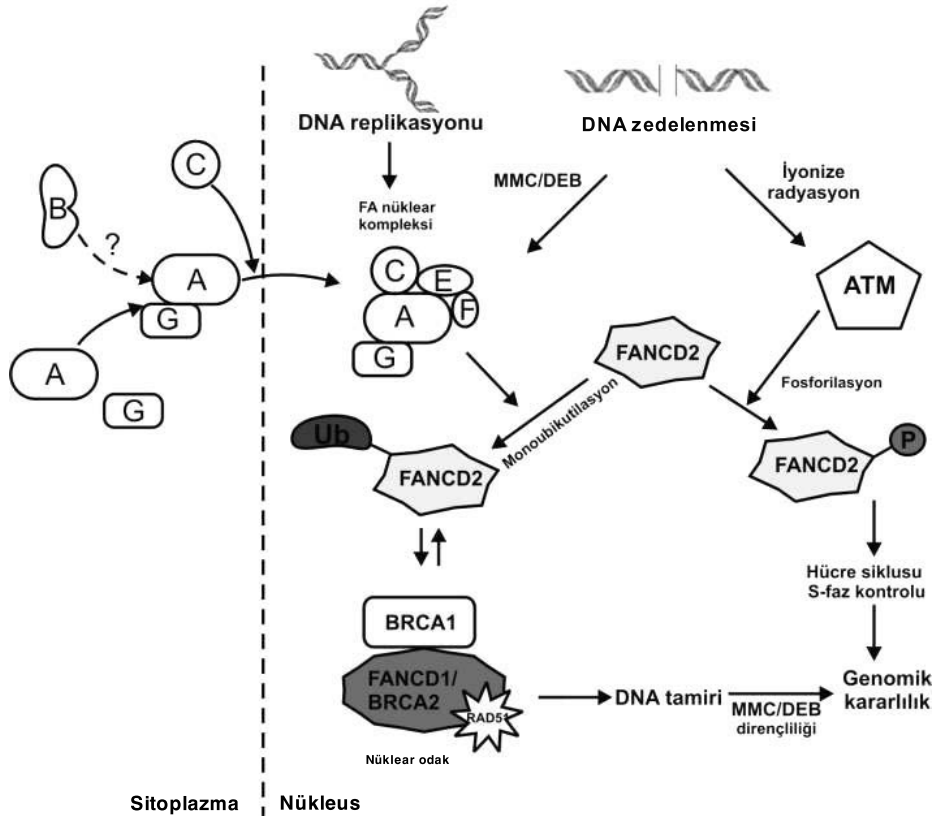 DNA replikasyonu
DNA zedelenmesi
MMC/DEB
İyonize
radyasyon
FA nüklear
kompleksi
C
B
?
A
G
A
G
C
E
A
F
G
ATM
FANCD2
Monoubikutilasyon
Fosforilasyon
Ub
FANCD2
FANCD2
P
Hücre siklusu
S-faz kontrolu
BRCA1
FANCD1/
BRCA2
RAD51
Nüklear odak
DNA tamiri
MMC/DEB
dirençliliği
Genomik
kararlılık
Sitoplazma
Nükleus